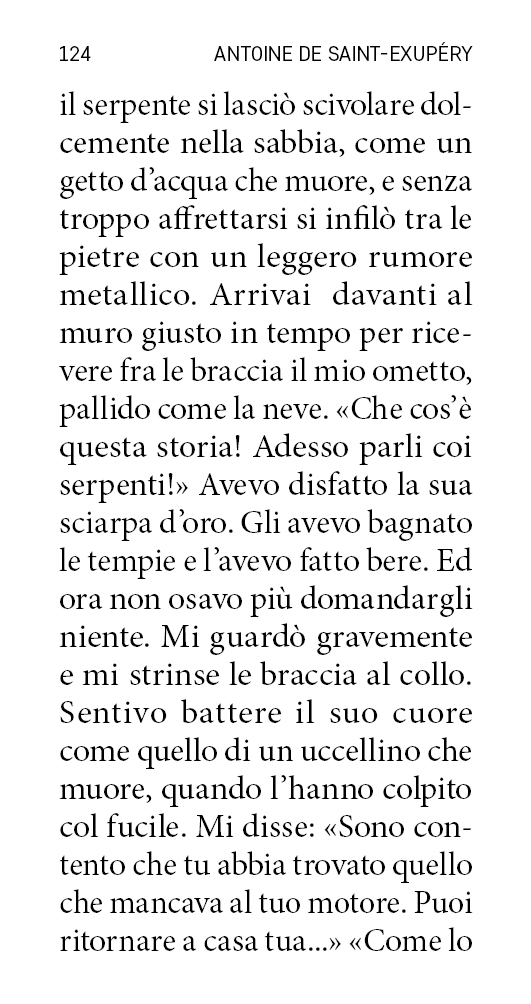 124 ANTOINE DE SAINT-EXUPÉRY
il serpente si lasciò scivolare dol-
cemente nella sabbia, come un
getto d’acqua che muore, e senza
troppo affrettarsi si infilò tra le
pietre con un leggero rumore
metallico. Arrivai davanti al
muro giusto in tempo per rice-
vere fra le braccia il mio ometto,
pallido come la neve. «Che cos’è
questa storia! Adesso parli coi
serpenti!» Avevo disfatto la sua
sciarpa d’oro. Gli avevo bagnato
le tempie e l’avevo fatto bere. Ed
ora non osavo più domandargli
niente. Mi guardò gravemente
e mi strinse le braccia al collo.
Sentivo battere il suo cuore
come quello di un uccellino che
muore, quando l’hanno colpito
col fucile. Mi disse: «Sono con-
tento che tu abbia trovato quello
che mancava al tuo motore. Puoi
ritornare a casa tua...» «Come lo